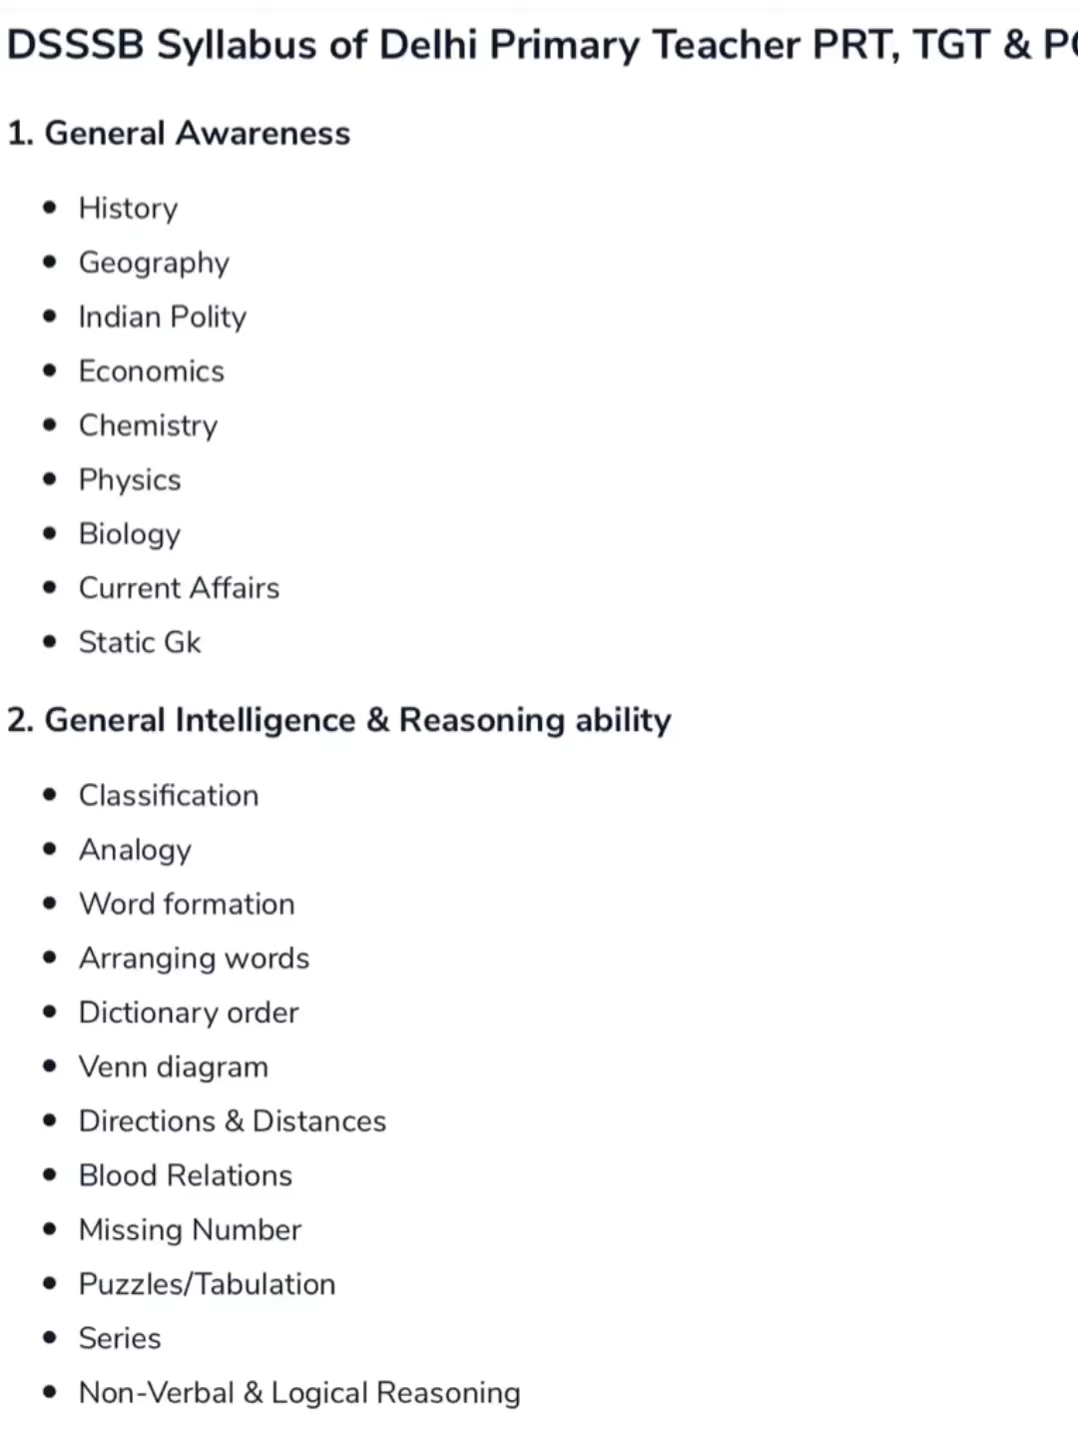 DSSSB Syllabus of Delhi Primary Teacher PRT, TGT & P
1. General Awareness
• History
• Geography
• Indian Polity
• Economics
• Chemistry
• Physics
• Biology
• Current Affairs
• Static Gk
2. General Intelligence & Reasoning ability
• Classification
• Analogy
• Word formation
• Arranging words
• Dictionary order
• Venn diagram
• Directions & Distances
• Blood Relations
• Missing Number
• Puzzles/Tabulation
• Series
• Non-Verbal & Logical Reasoning